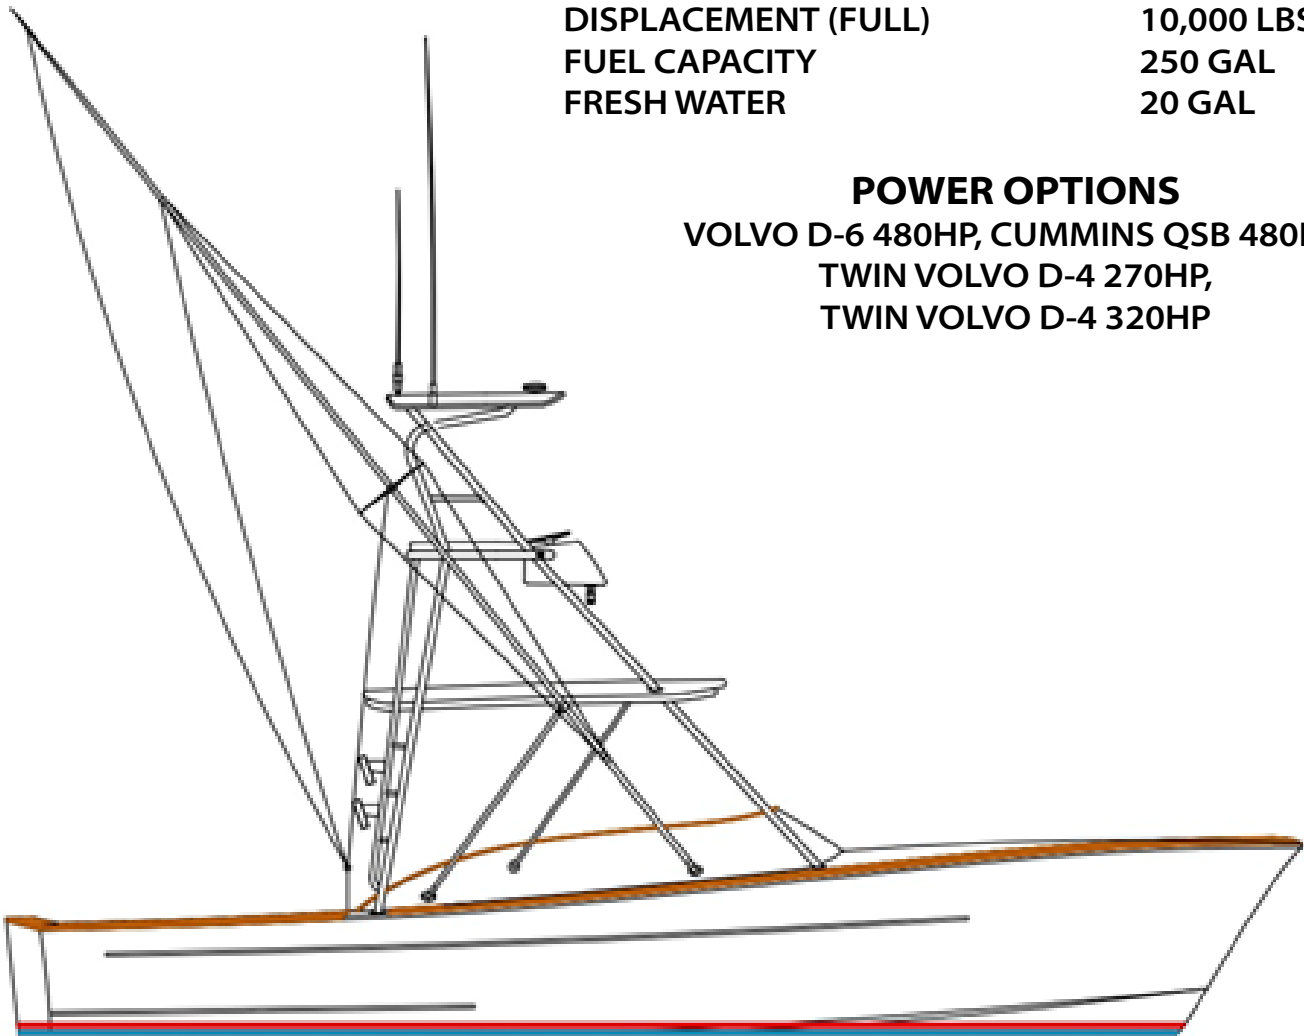 DISPLACEMENT (FULL) 10,000 LBS
FUEL CAPACITY 250 GAL
FRESH WATER 20 GAL
POWER OPTIONS
VOLVO D-6 480HP, CUMMINS QSB 480H
TWIN VOLVO D-4 270HP,
TWIN VOLVO D-4 320HP